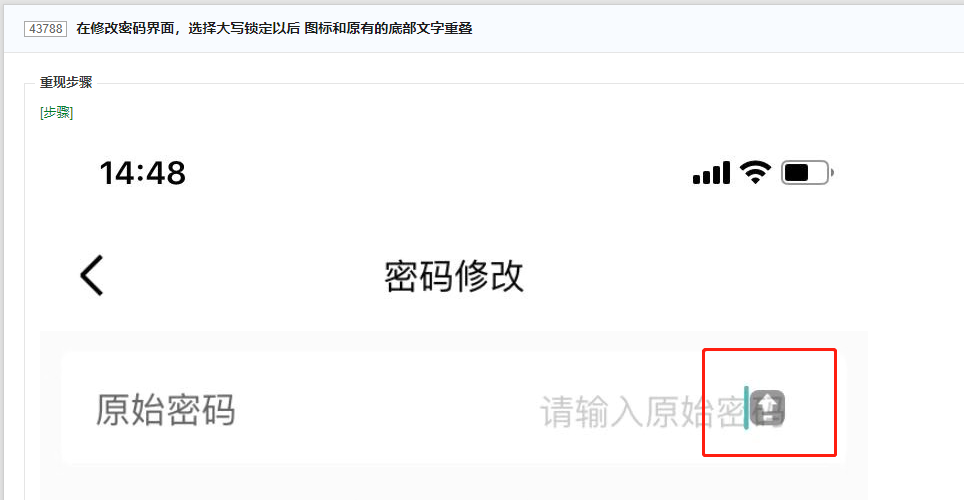 43788 在修改密码界面，选择大写锁定以后 图标和原有的底部文字重叠
重现步骤
[步骤]
14:48
密码修改
原始密码 请输入原始密码